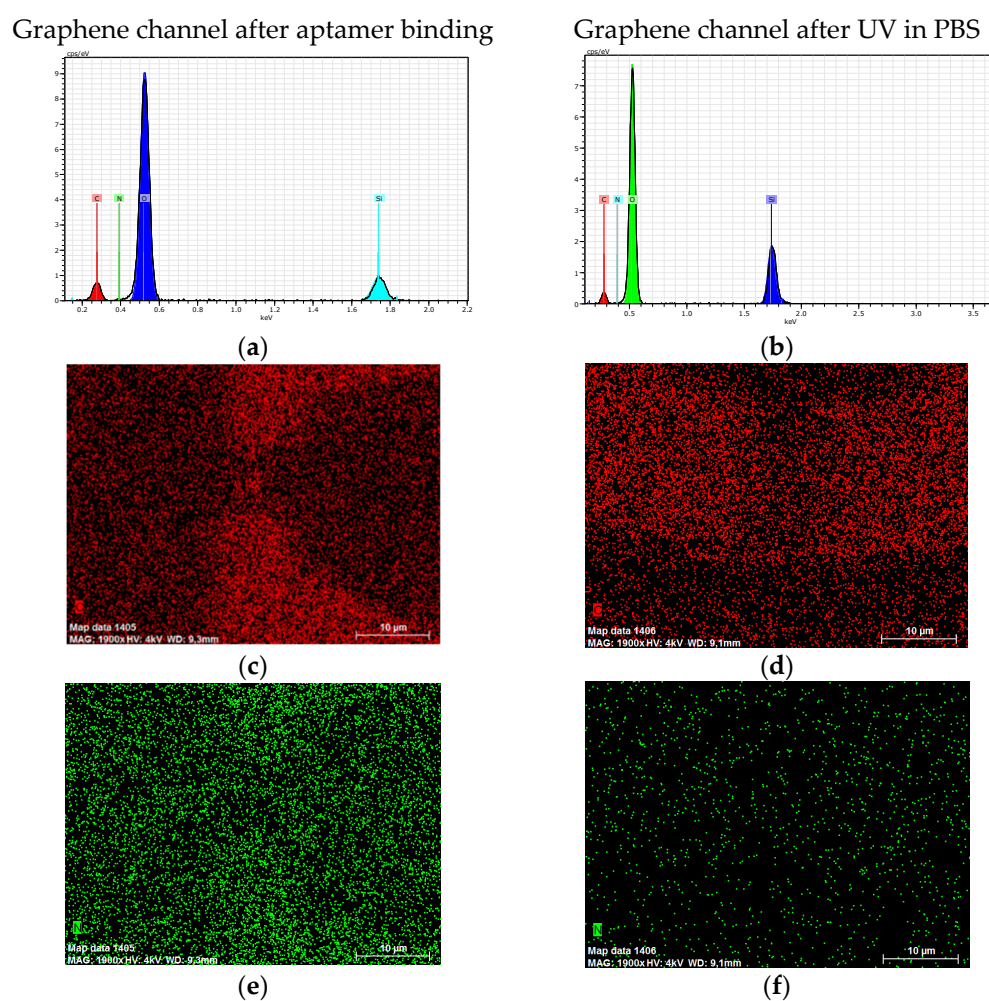 Graphene channel after aptamer binding
Graphene channel after UV in PBS
cps/eV
9
8
7
6
5
4
3
2
1
0
C
N
O
Si
0.2
0.4
0.6
0.8
1.0
1.2
1.4
1.6
1.8
2.0
2.2
keV
(a)
cps/eV
7
6
5
4
3
2
1
0
C
N
O
Si
0.5
1.0
1.5
2.0
2.5
3.0
3.5
keV
(b)
C
Map data 1405
MAG: 1900x HV: 4kV WD: 9,3mm
10 µm
(c)
C
Map data 1406
MAG: 1900x HV: 4kV WD: 9,1mm
10 µm
(d)
N
Map data 1405
MAG: 1900x HV: 4kV WD: 9,3mm
10 µm
(e)
N
Map data 1406
MAG: 1900x HV: 4kV WD: 9,1mm
10 µm
(f)